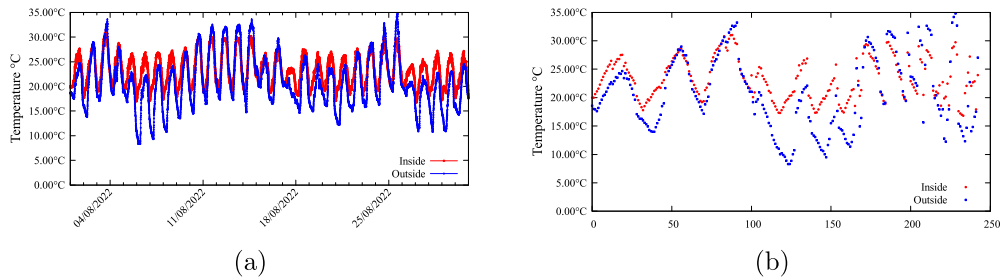 35.00°C
30.00°C
25.00°C
20.00°C
15.00°C
10.00°C
5.00°C
0.00°C
Temperature °C
Inside
Outside
04/08/2022
11/08/2022
18/08/2022
25/08/2022
(a)
35.00°C
30.00°C
25.00°C
20.00°C
15.00°C
10.00°C
5.00°C
0.00°C
Temperature °C
Inside
Outside
0
50
100
150
200
250
(b)